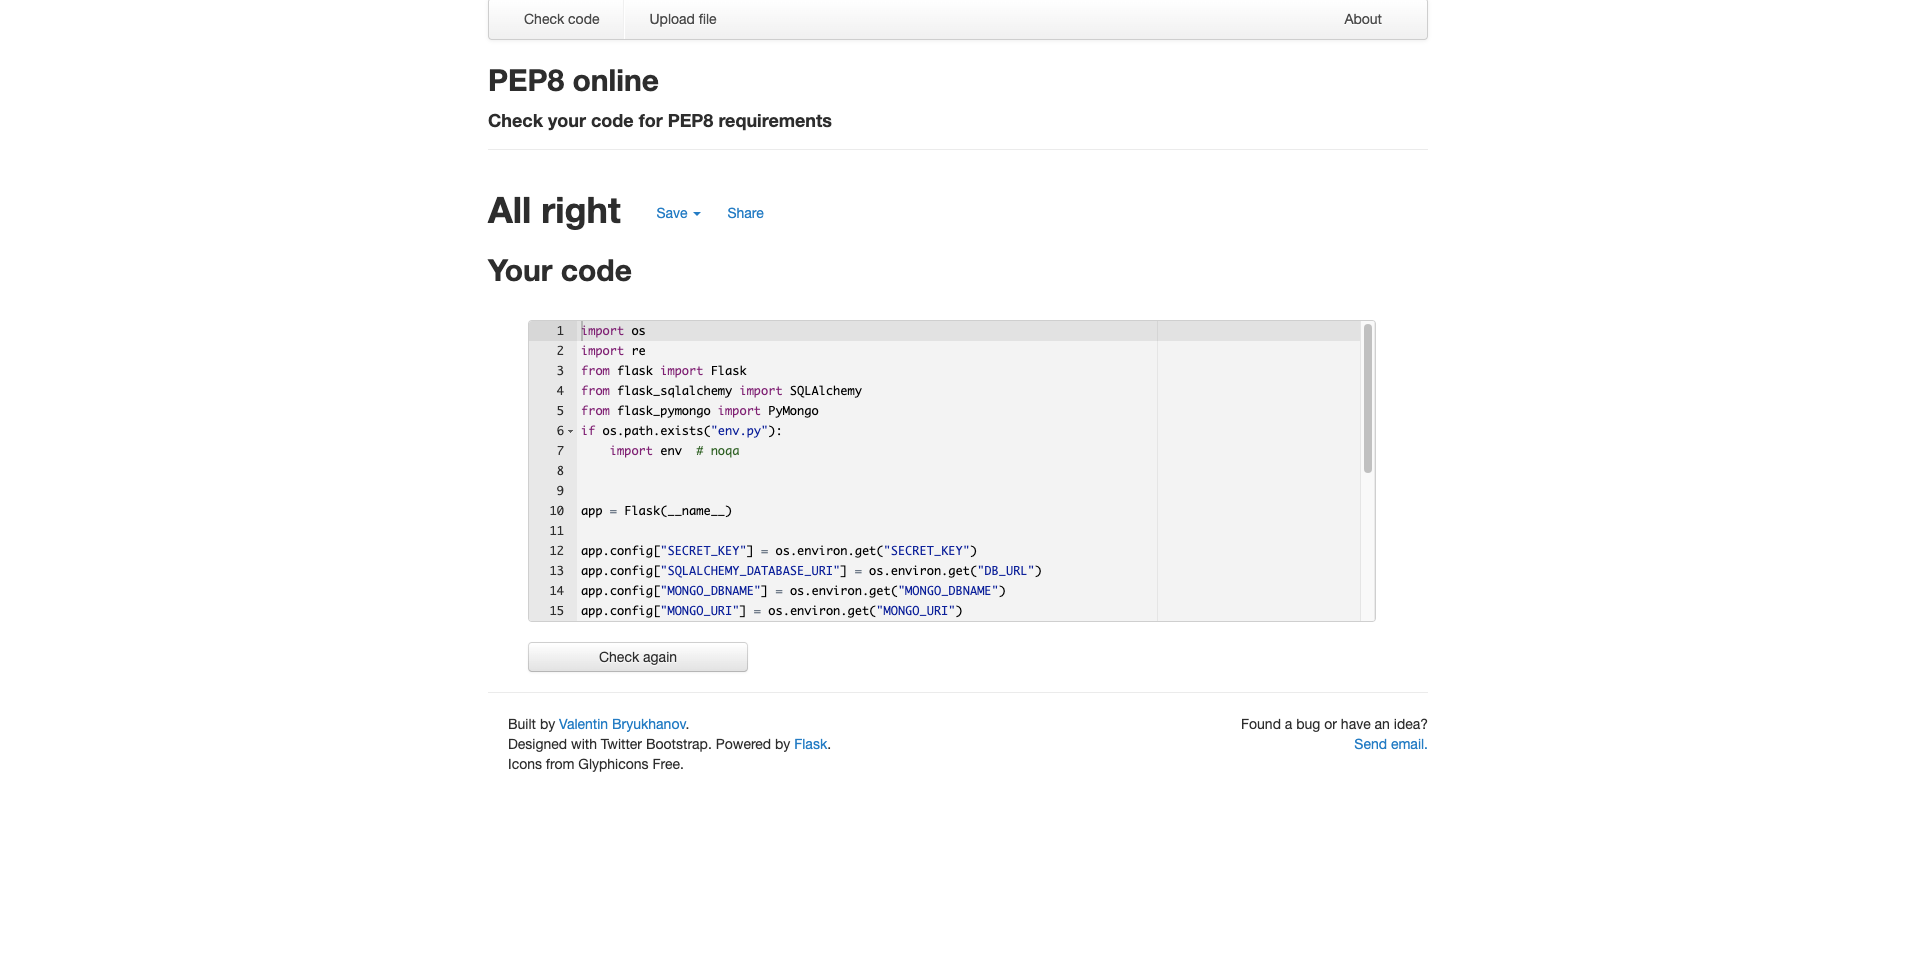 Check code Upload file About
PEP8 online
Check your code for PEP8 requirements
All right Save Share
Your code
1 import os
2 import re
3 from flask import Flask
4 from flask_sqlalchemy import SQLAlchemy
5 from flask_pymongo import PyMongo
6 if os.path.exists("env.py"):
7     import env  # noqa
8
9
10 app = Flask(__name__)
11
12 app.config["SECRET_KEY"] = os.environ.get("SECRET_KEY")
13 app.config["SQLALCHEMY_DATABASE_URI"] = os.environ.get("DB_URL")
14 app.config["MONGO_DBNAME"] = os.environ.get("MONGO_DBNAME")
15 app.config["MONGO_URI"] = os.environ.get("MONGO_URI")
Check again
Built by Valentin Bryukhanov.
Designed with Twitter Bootstrap. Powered by Flask.
Icons from Glyphicons Free.
Found a bug or have an idea?
Send email.